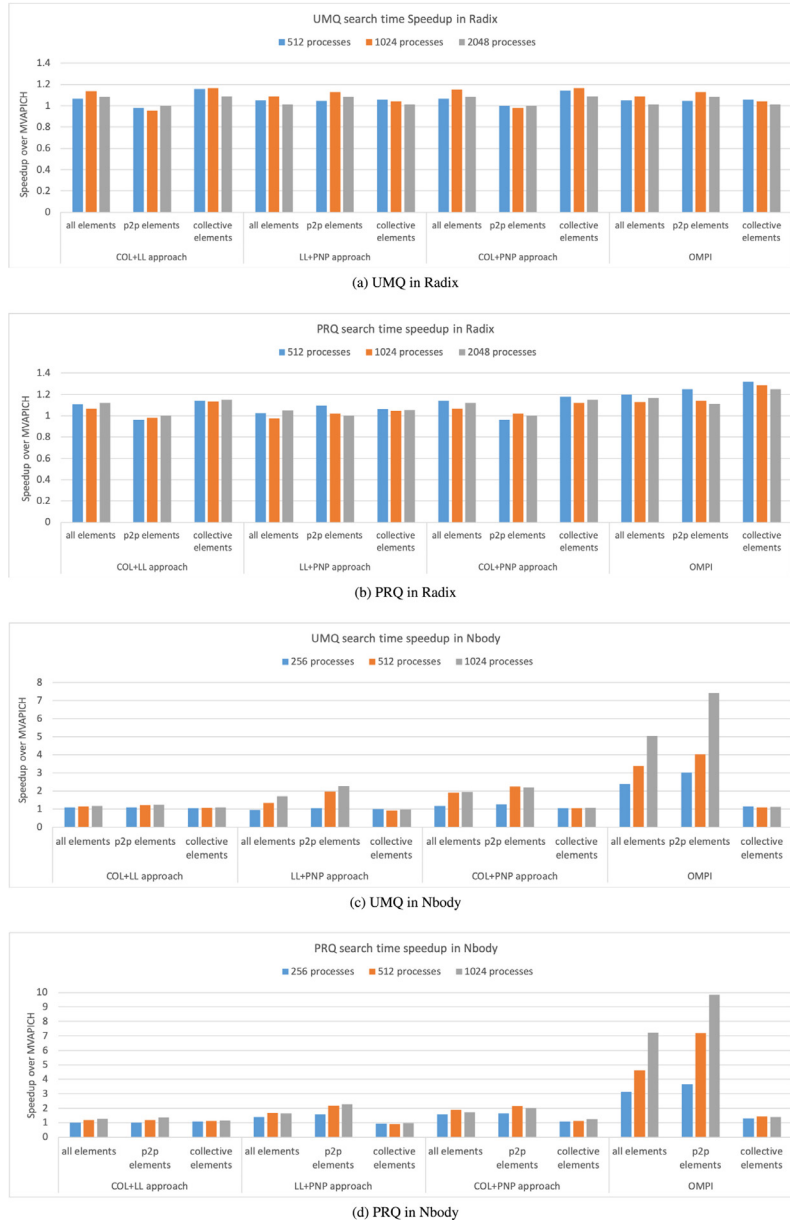 UMQ search time Speedup in Radix
512 processes 1024 processes 2048 processes
Speedup over MVAPICH
1.4
1.2
1
0.8
0.6
0.4
0.2
0
all elements p2p elements collective elements all elements p2p elements collective elements all elements p2p elements collective elements all elements p2p elements collective elements
COL+LL approach LL+PNP approach COL+PNP approach OMPI
(a) UMQ in Radix
PRQ search time speedup in Radix
512 processes 1024 processes 2048 processes
Speedup over MVAPICH
1.4
1.2
1
0.8
0.6
0.4
0.2
0
all elements p2p elements collective elements all elements p2p elements collective elements all elements p2p elements collective elements all elements p2p elements collective elements
COL+LL approach LL+PNP approach COL+PNP approach OMPI
(b) PRQ in Radix
UMQ search time speedup in Nbody
256 processes 512 processes 1024 processes
Speedup over MVAPICH
8
7
6
5
4
3
2
1
0
all elements p2p elements collective elements all elements p2p elements collective elements all elements p2p elements collective elements all elements p2p elements collective elements
COL+LL approach LL+PNP approach COL+PNP approach OMPI
(c) UMQ in Nbody
PRQ search time speedup in Nbody
256 processes 512 processes 1024 processes
Speedup over MVAPICH
10
9
8
7
6
5
4
3
2
1
0
all elements p2p elements collective elements all elements p2p elements collective elements all elements p2p elements collective elements all elements p2p elements collective elements
COL+LL approach LL+PNP approach COL+PNP approach OMPI
(d) PRQ in Nbody